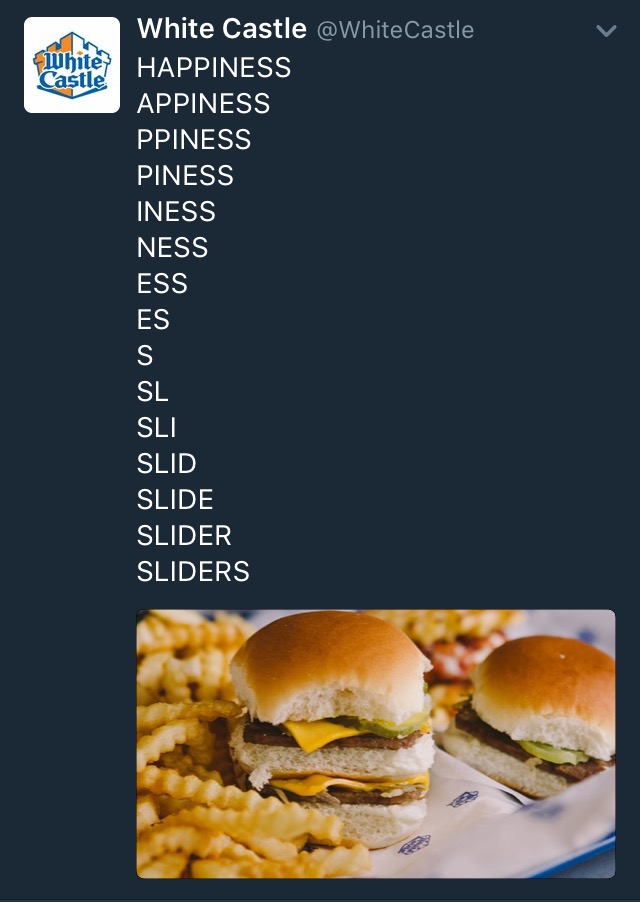 White Castle @WhiteCastle
White Castle
HAPPINESS
APPINESS
PPINESS
PINESS
INESS
NESS
ESS
ES
S
SL
SLI
SLID
SLIDE
SLIDER
SLIDERS